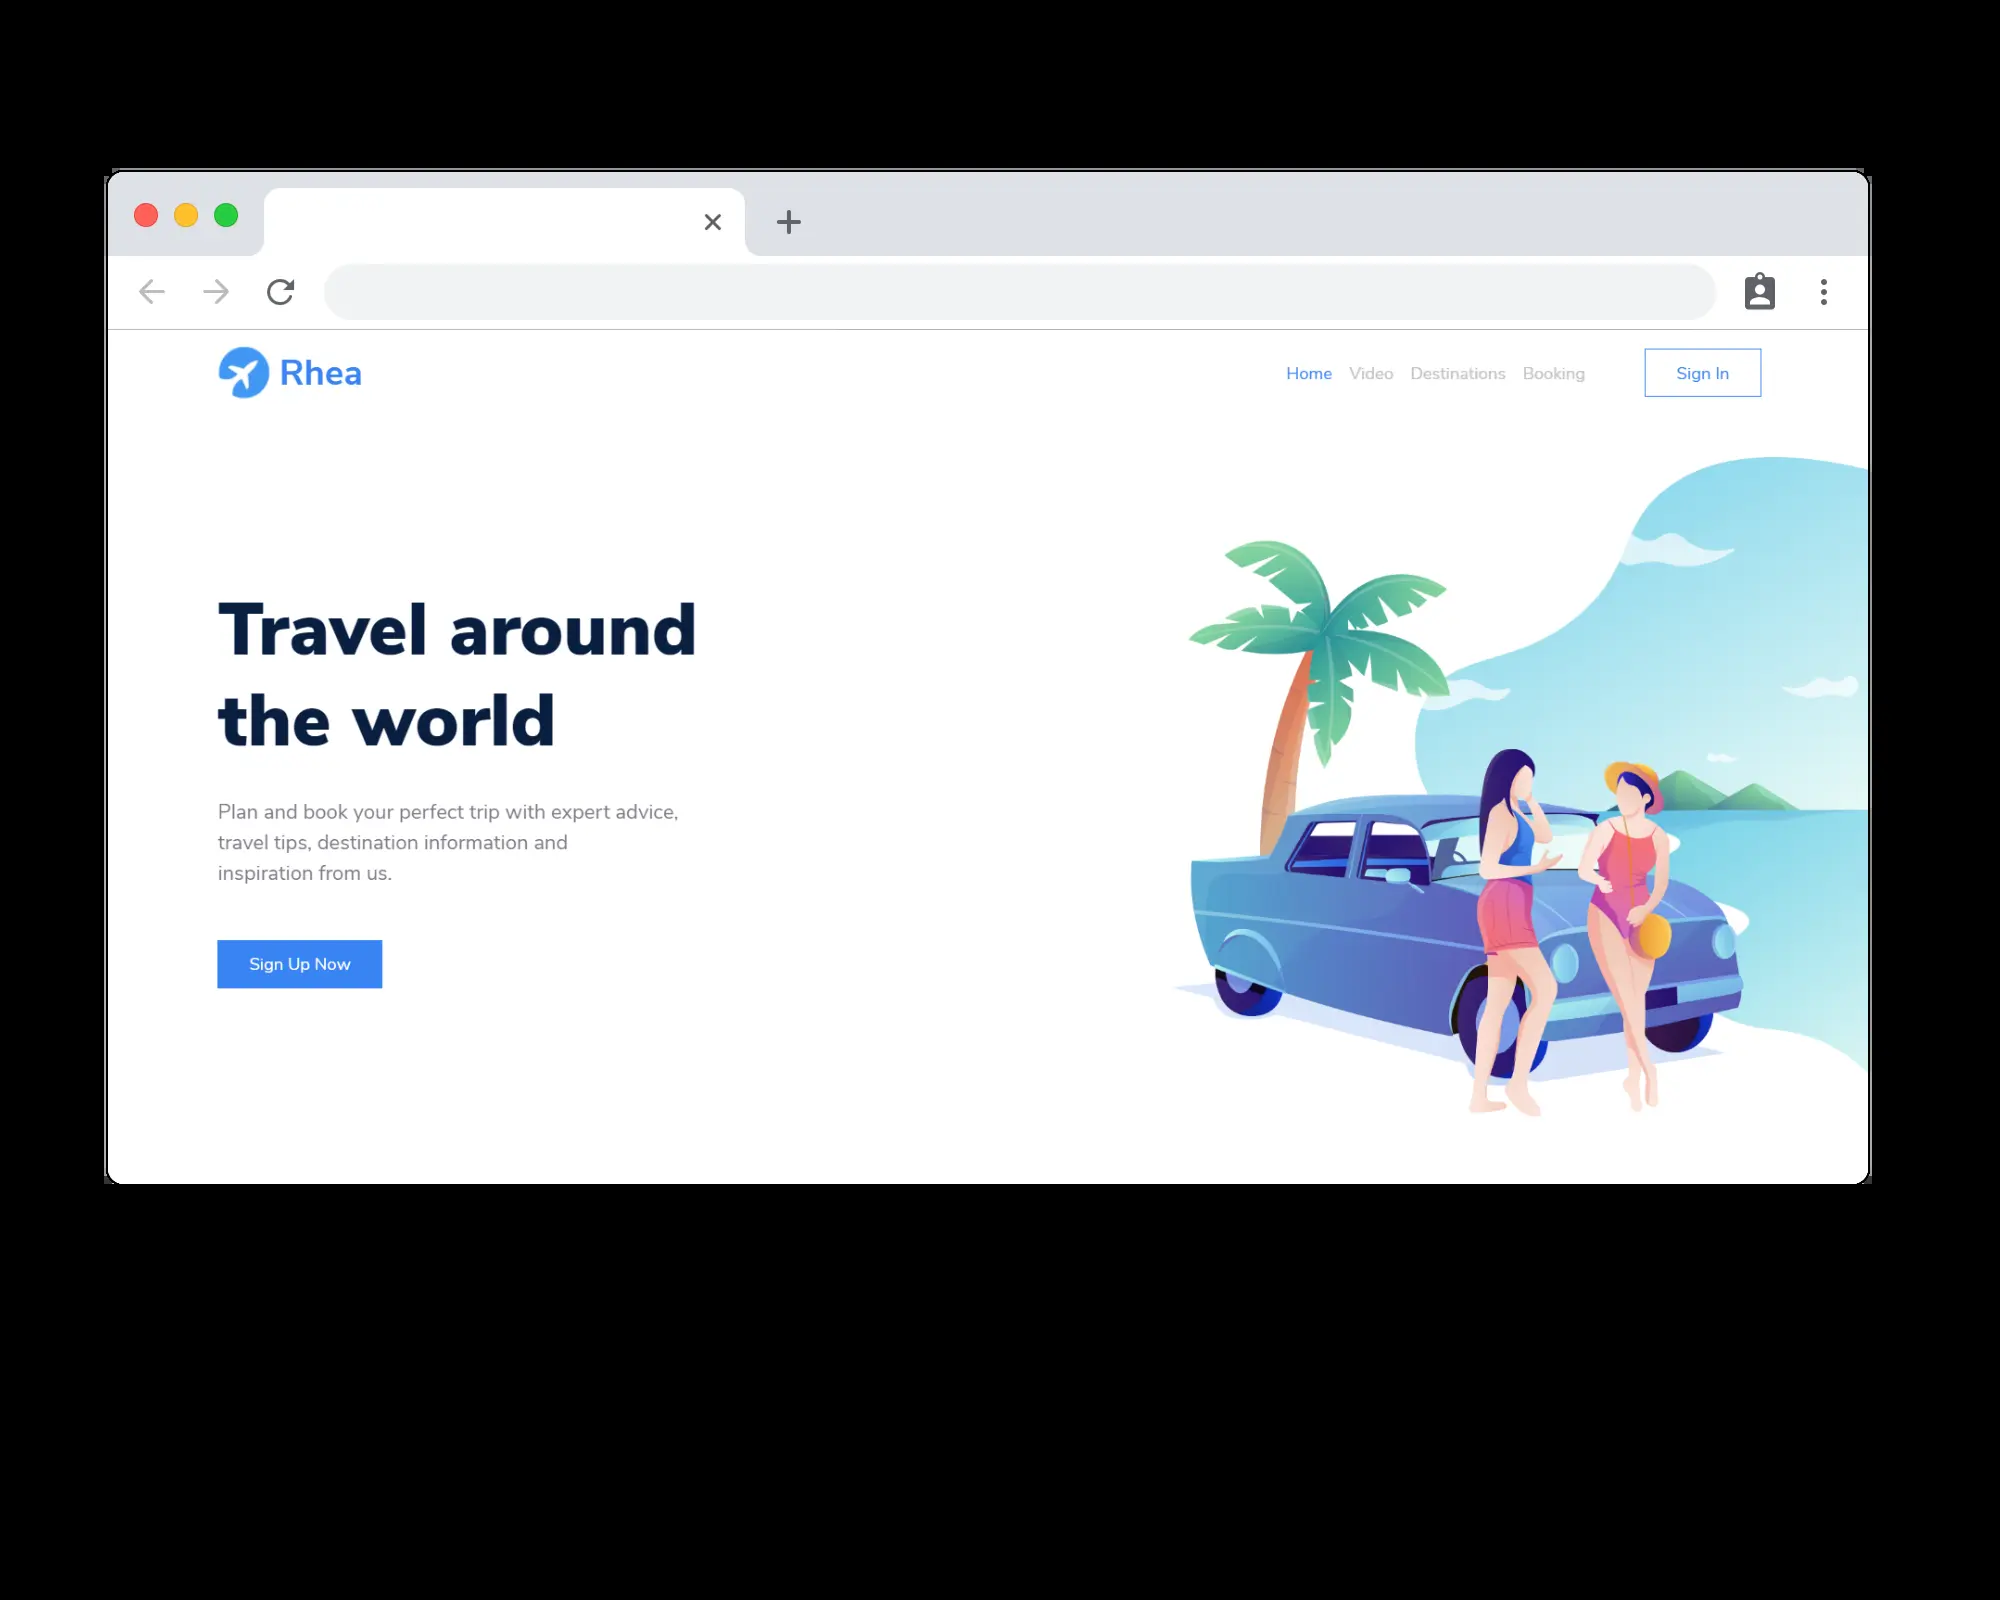 Rhea
Home Video Destinations Booking Sign In
Travel around
the world
Plan and book your perfect trip with expert advice,
travel tips, destination information and
inspiration from us.
Sign Up Now